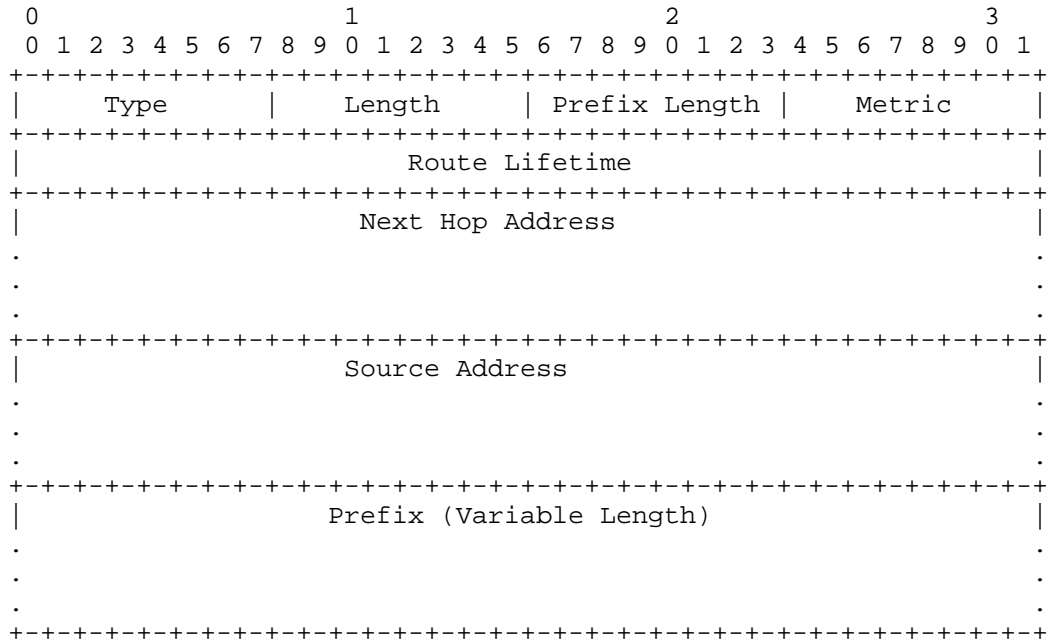 0                   1                   2                   3
 0 1 2 3 4 5 6 7 8 9 0 1 2 3 4 5 6 7 8 9 0 1 2 3 4 5 6 7 8 9 0 1
+-+-+-+-+-+-+-+-+-+-+-+-+-+-+-+-+-+-+-+-+-+-+-+-+-+-+-+-+-+-+-+-+
|     Type      |    Length     | Prefix Length |    Metric     |
+-+-+-+-+-+-+-+-+-+-+-+-+-+-+-+-+-+-+-+-+-+-+-+-+-+-+-+-+-+-+-+-+
|                        Route Lifetime                         |
+-+-+-+-+-+-+-+-+-+-+-+-+-+-+-+-+-+-+-+-+-+-+-+-+-+-+-+-+-+-+-+-+
|                     Next Hop Address                          |
.                                                               .
.                                                               .
.                                                               .
+-+-+-+-+-+-+-+-+-+-+-+-+-+-+-+-+-+-+-+-+-+-+-+-+-+-+-+-+-+-+-+-+
|                    Source Address                             |
.                                                               .
.                                                               .
.                                                               .
+-+-+-+-+-+-+-+-+-+-+-+-+-+-+-+-+-+-+-+-+-+-+-+-+-+-+-+-+-+-+-+-+
|                   Prefix (Variable Length)                    |
.                                                               .
.                                                               .
.                                                               .
+-+-+-+-+-+-+-+-+-+-+-+-+-+-+-+-+-+-+-+-+-+-+-+-+-+-+-+-+-+-+-+-+